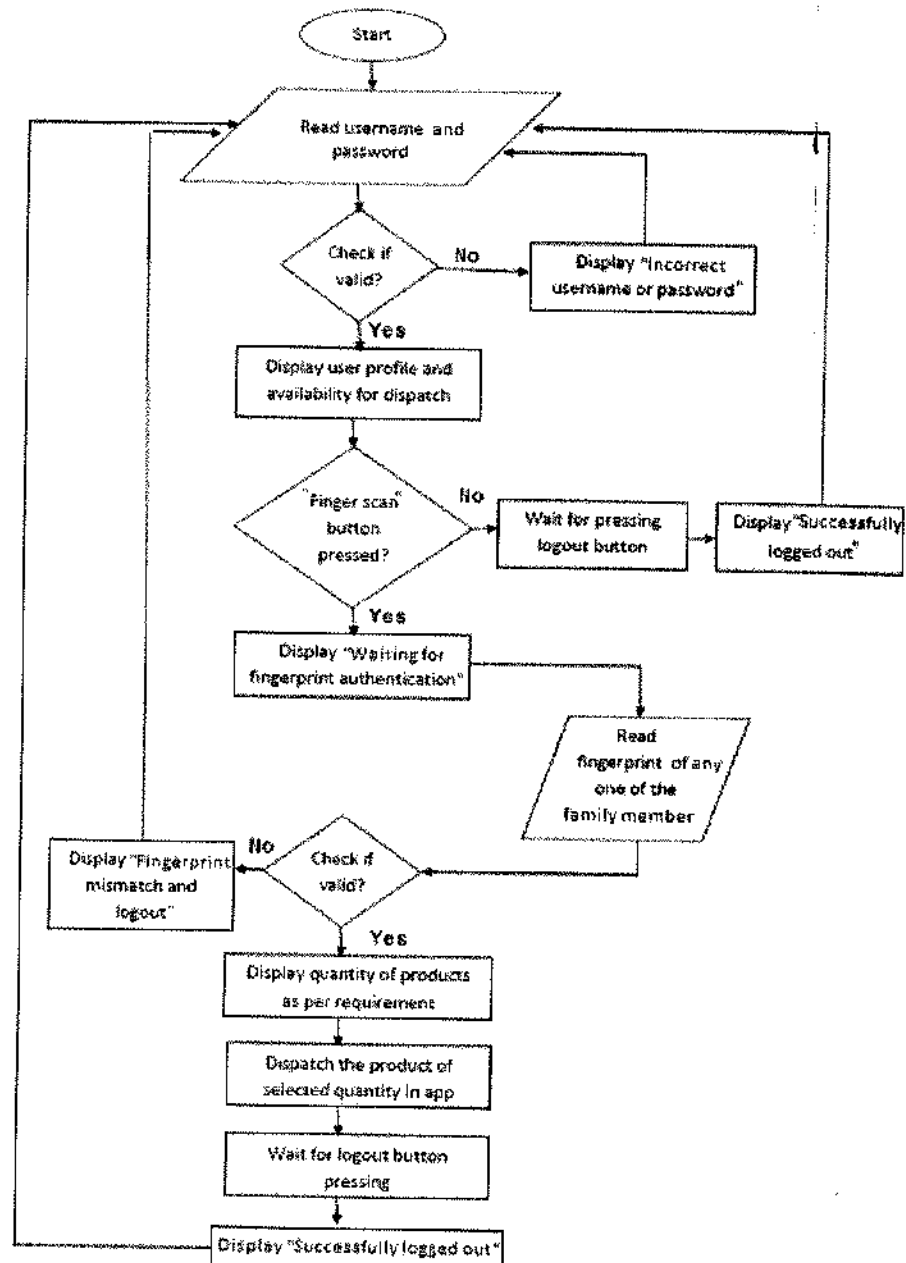 Start
Read username and
password
Check if
valid?
No
Display "Incorrect
username or password"
Yes
Display user profile and
availability for dispatch
"Finger scan"
button
pressed?
No
Wait for pressing
logout button
Display "Successfully
logged out"
Yes
Display "Waiting for
fingerprint authentication"
Read
fingerprint of any
one of the
family member
Check if
valid?
No
Display "Fingerprint
mismatch and
logout"
Yes
Display quantity of products
as per requirement
Dispatch the product of
selected quantity in app
Wait for logout button
pressing
Display "Successfully logged out"